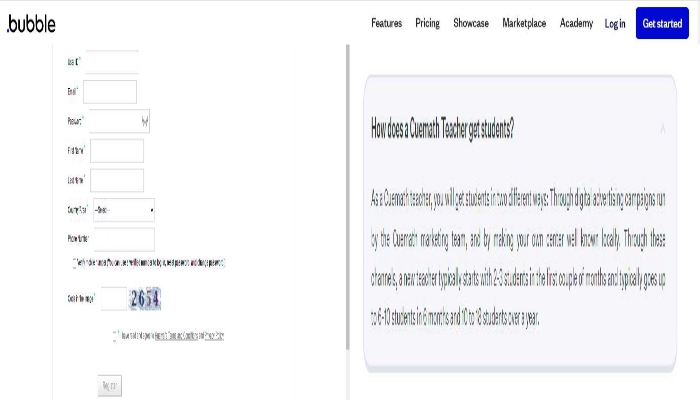 .bubble
Features Pricing Showcase Marketplace Academy Log in Get started
User ID *
Email *
Password *
First Name *
Last Name *
Country/Area * --Select--
Phone Number
Code in the image * 2654
Register
How does a Cuemath Teacher get students?
As a Cuemath teacher, you will get students in two different ways: Through digital advertising campaigns run
by the Cuemath marketing team, and by making your own center well known locally. Through these
channels, a new teacher typically starts with 2-3 students in the first couple of months and typically goes up
to 6-10 students in 6 months and 10 to 18 students over a year.